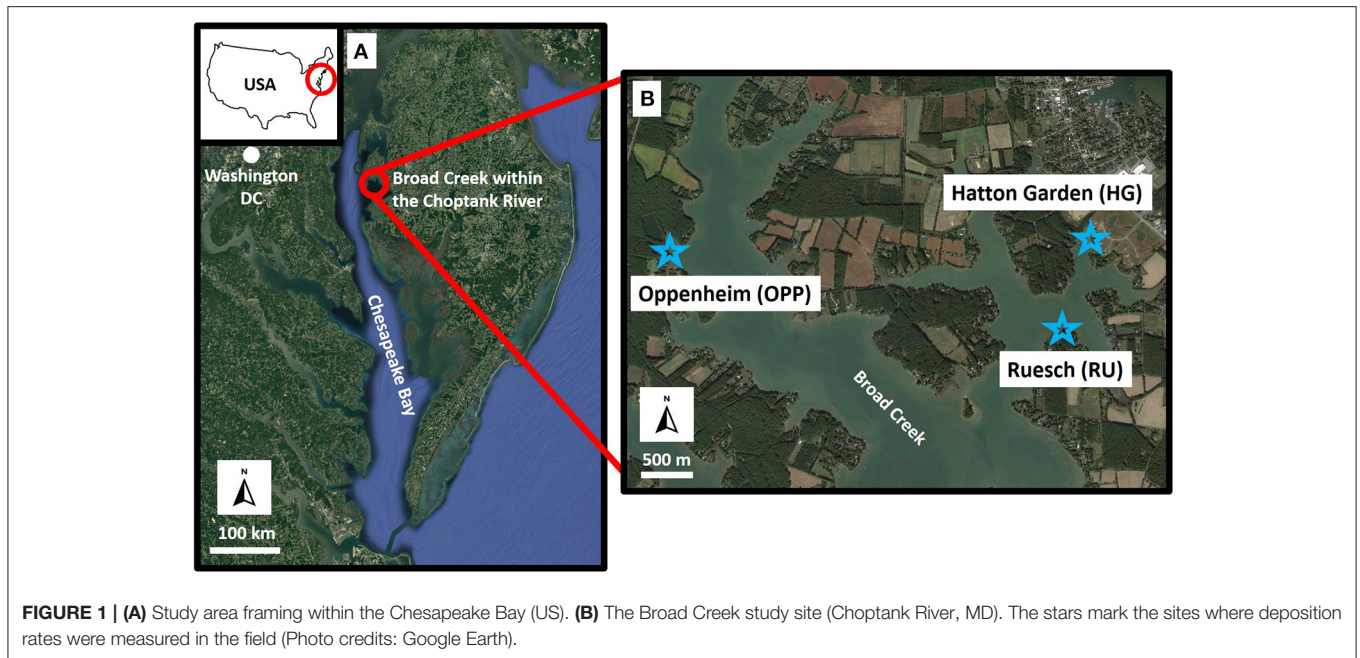 USA
A
Washington
DC
Broad Creek within
the Choptank River
Chesapeake Bay
N
100 km
B
Hatton Garden (HG)
Oppenheim (OPP)
Ruesch (RU)
Broad Creek
N
500 m
FIGURE 1 | (A) Study area framing within the Chesapeake Bay (US). (B) The Broad Creek study site (Choptank River, MD). The stars mark the sites where deposition
rates were measured in the field (Photo credits: Google Earth).